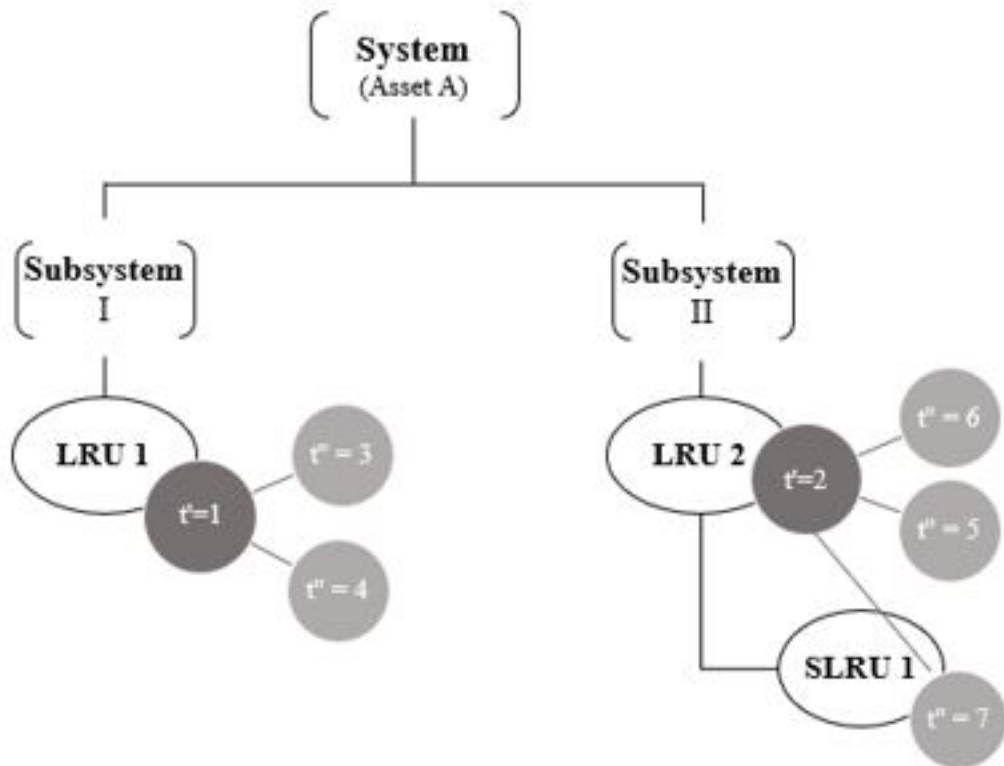 System
(Asset A)
Subsystem
I
Subsystem
II
LRU 1
t'=1
t'' = 3
t'' = 4
LRU 2
t'=2
t'' = 6
t'' = 5
SLRU 1
t'' = 7